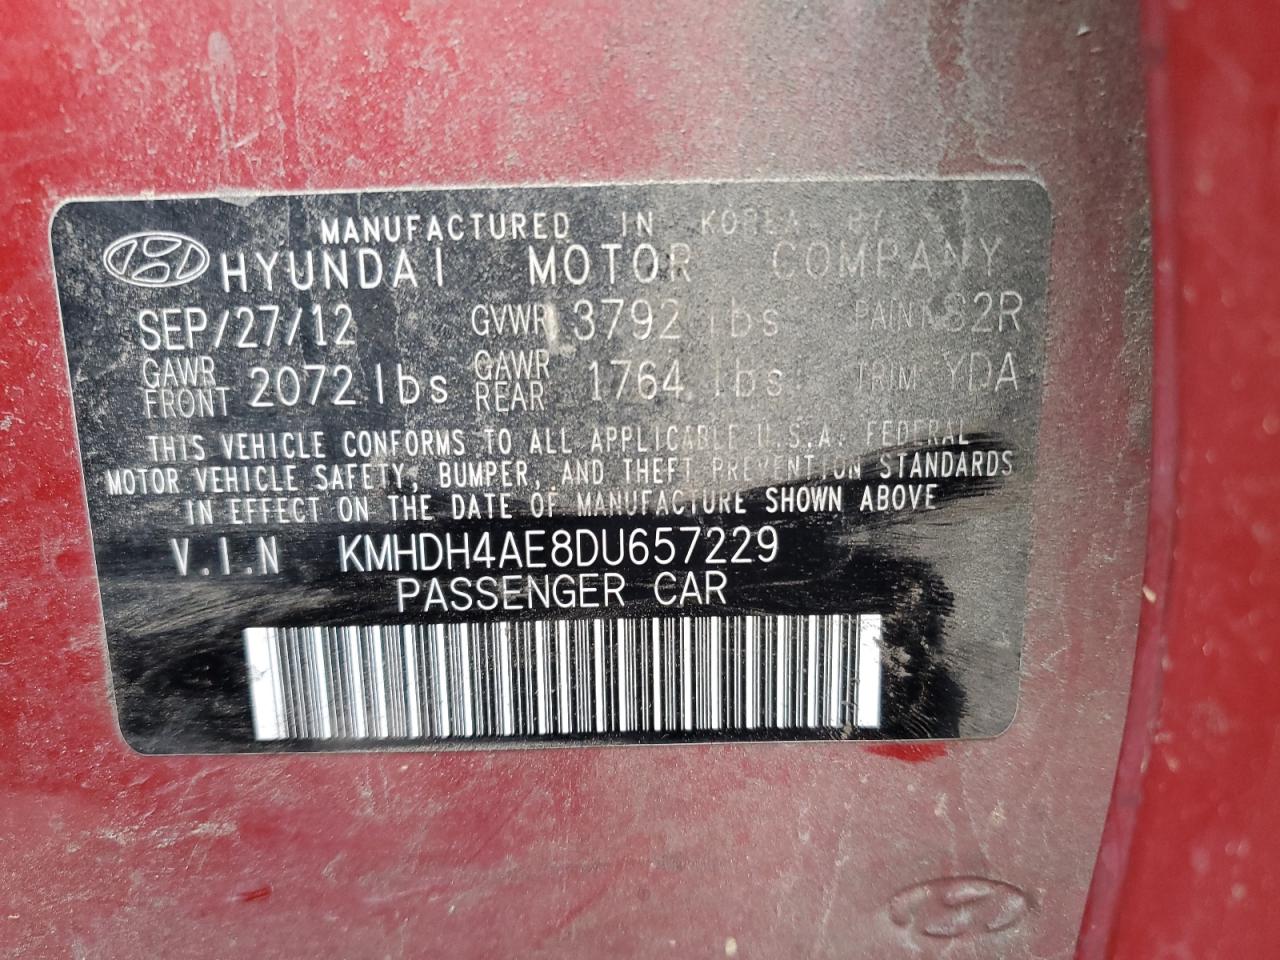 MANUFACTURED IN KOREA BY
HYUNDAI MOTOR COMPANY
SEP/27/12 GVWR 3792 lbs PAINT S2R
GAWR FRONT 2072 lbs GAWR REAR 1764 lbs TRIM YDA
THIS VEHICLE CONFORMS TO ALL APPLICABLE U.S.A. FEDERAL
MOTOR VEHICLE SAFETY, BUMPER, AND THEFT PREVENTION STANDARDS
IN EFFECT ON THE DATE OF MANUFACTURE SHOWN ABOVE
V.I.N KMHDH4AE8DU657229
PASSENGER CAR